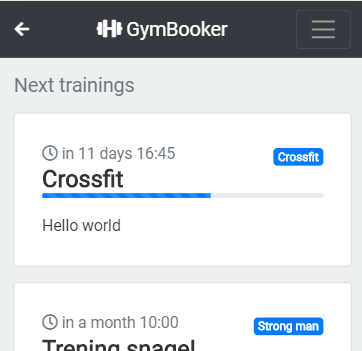 GymBooker
Next trainings
in 11 days 16:45
Crossfit
Crossfit
Hello world
in a month 10:00
Strong man
Trening snagel